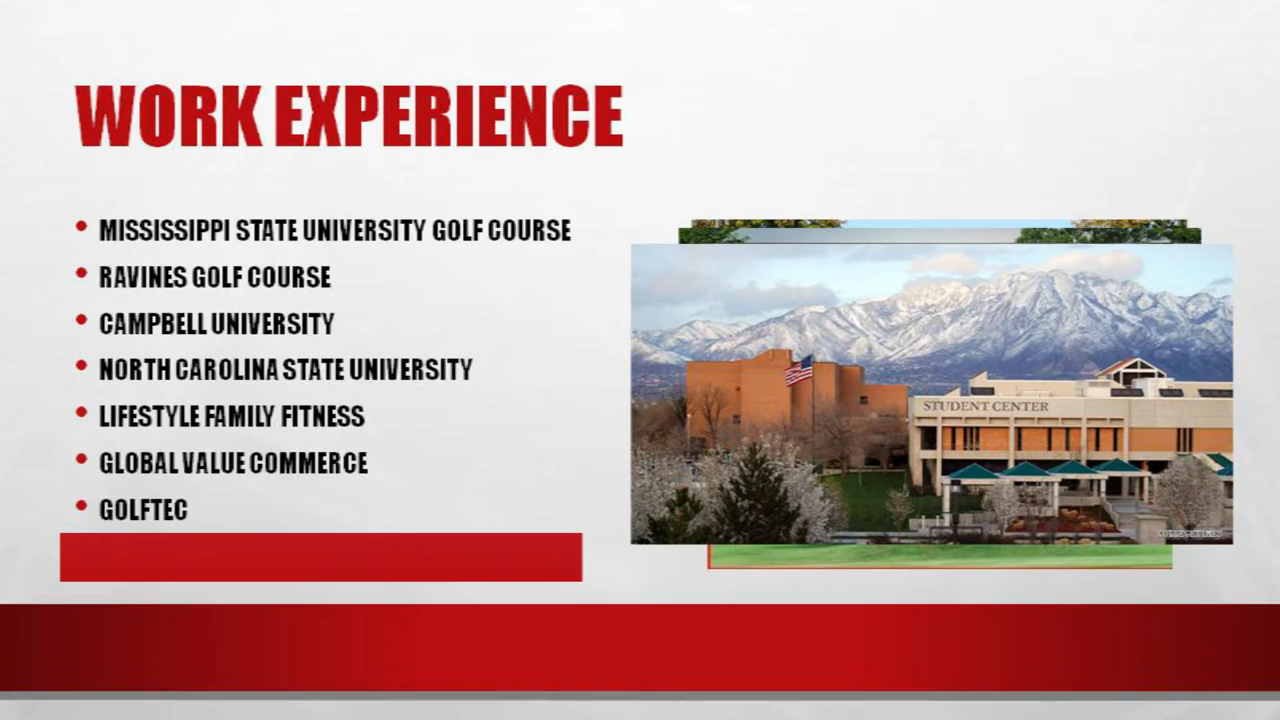 WORK EXPERIENCE
MISSISSIPPI STATE UNIVERSITY GOLF COURSE
RAVINES GOLF COURSE
CAMPBELL UNIVERSITY
NORTH CAROLINA STATE UNIVERSITY
LIFESTYLE FAMILY FITNESS
GLOBAL VALUE COMMERCE
GOLFTEC
STUDENT CENTER
COLLEGETIMES